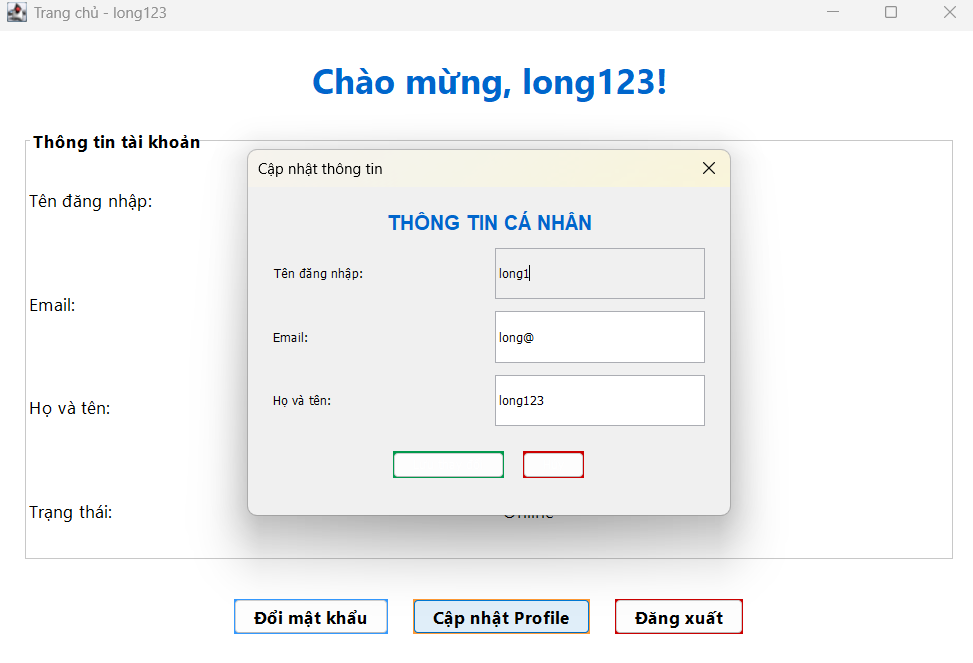 Trang chủ - long123
Chào mừng, long123!
Thông tin tài khoản
Tên đăng nhập:
Email:
Họ và tên:
Trạng thái:
Cập nhật thông tin
THÔNG TIN CÁ NHÂN
Tên đăng nhập: long1
Email: long@
Họ và tên: long123
Đổi mật khẩu Cập nhật Profile Đăng xuất